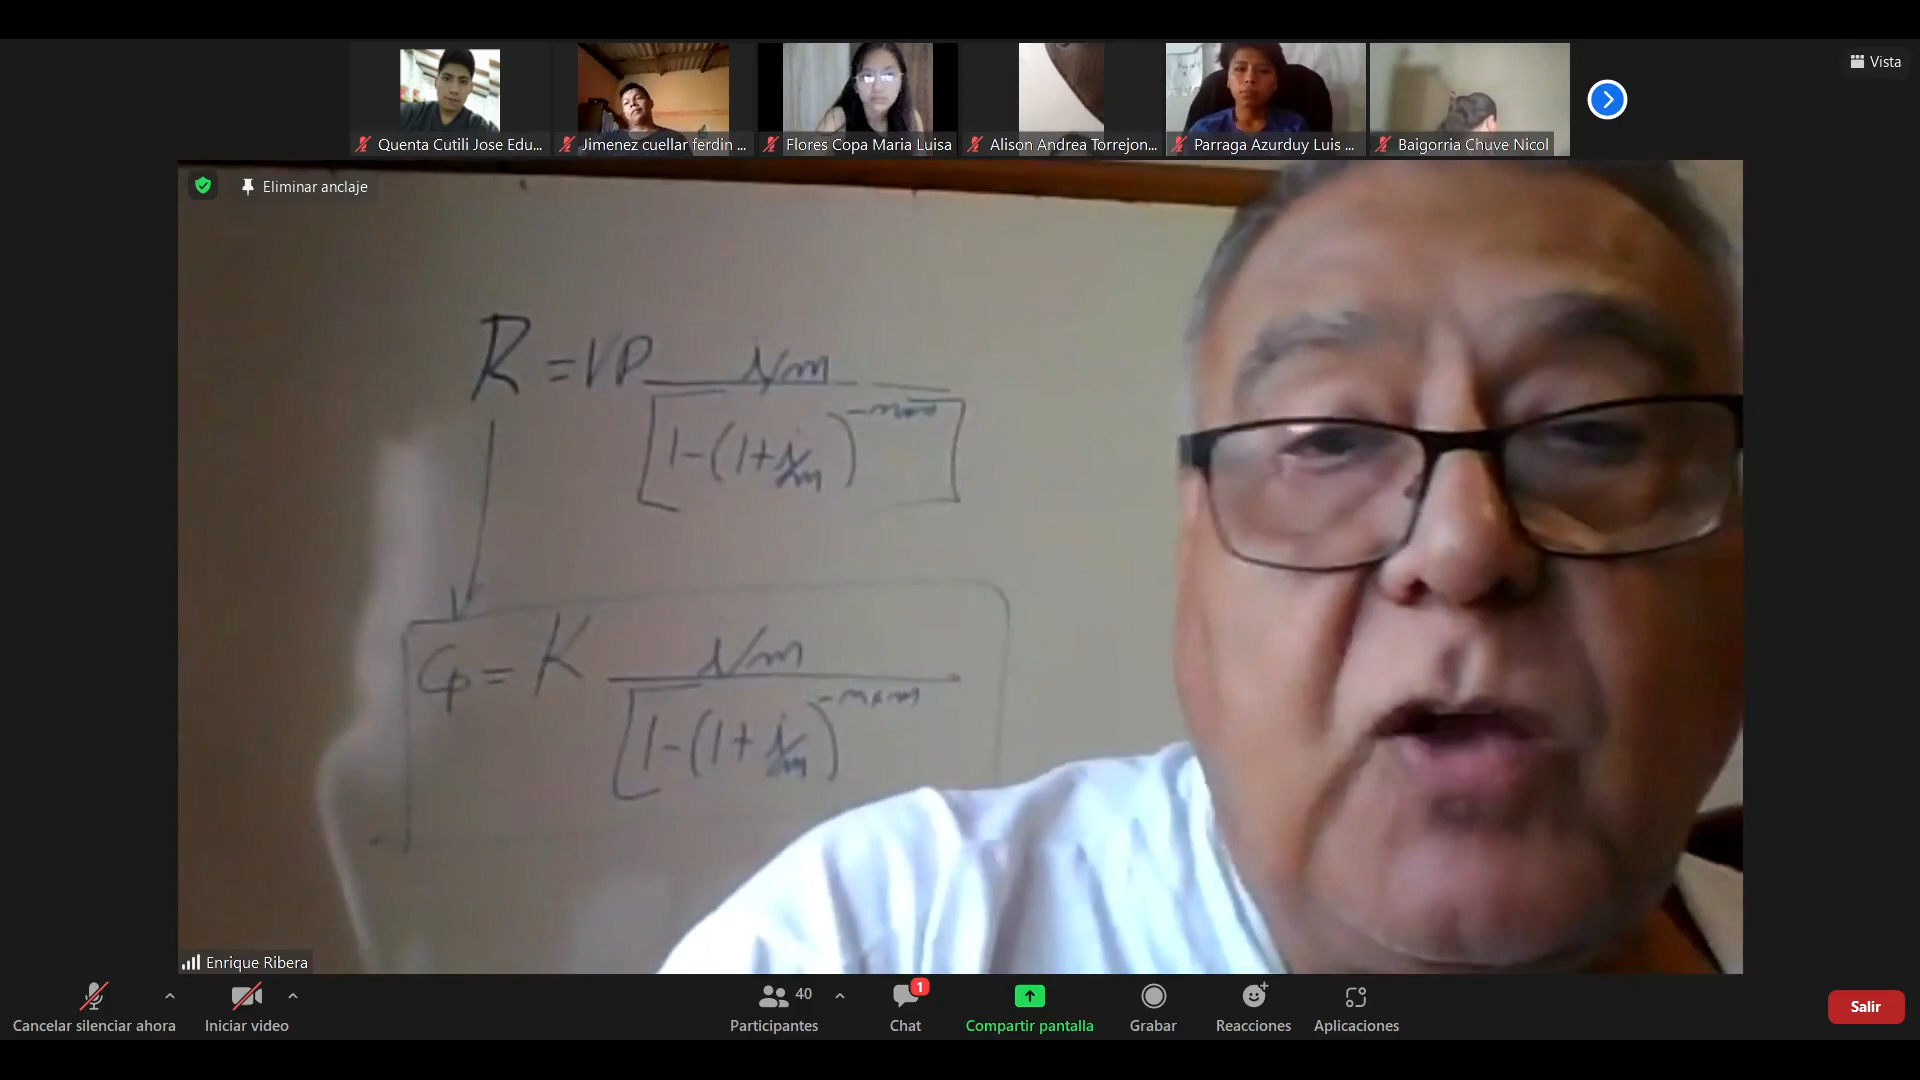 Vista
Quenta Cutili Jose Edu...
Jimenez cuellar ferdin ...
Flores Copa Maria Luisa
Alison Andrea Torrejon...
Parraga Azurduy Luis ...
Baigorria Chuve Nicol
Eliminar anclaje
R = VP
[1-(1+
Cp = K
[1-(1+
Enrique Ribera
Cancelar silenciar ahora
Iniciar video
40
Participantes
1
Chat
Compartir pantalla
Grabar
Reacciones
Aplicaciones
Salir